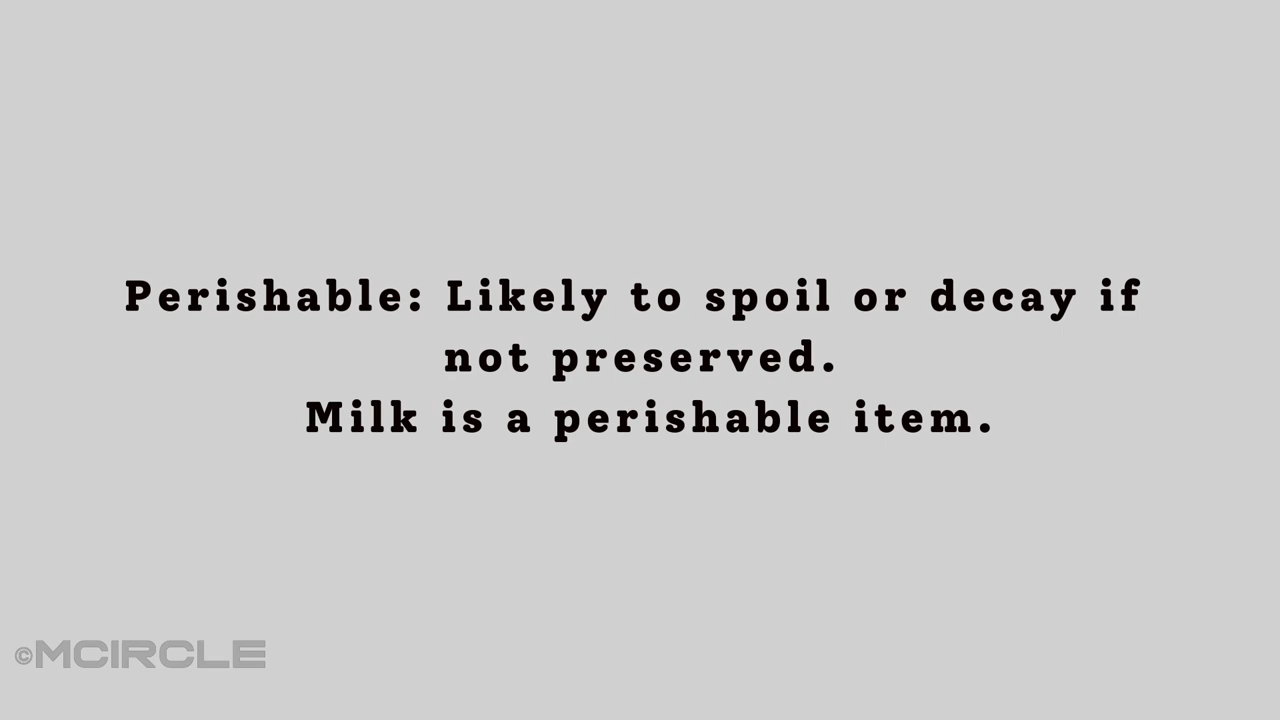 Perishable: Likely to spoil or decay if
not preserved.
Milk is a perishable item.
©MCIRCLE